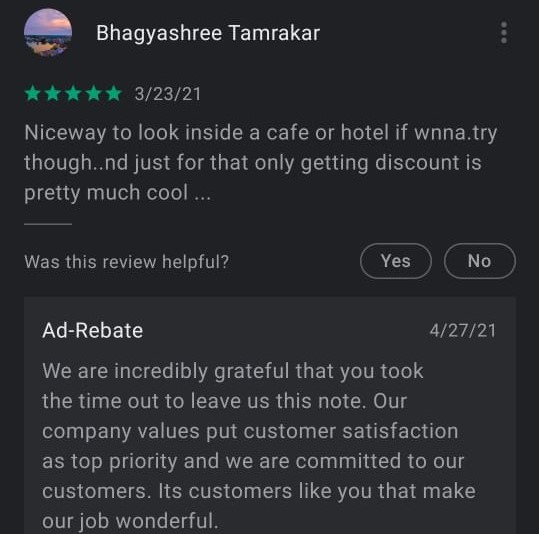 Bhagyashree Tamrakar
3/23/21
Niceway to look inside a cafe or hotel if wnna.try
though..nd just for that only getting discount is
pretty much cool ...
Was this review helpful?
Yes
No
Ad-Rebate
4/27/21
We are incredibly grateful that you took
the time out to leave us this note. Our
company values put customer satisfaction
as top priority and we are committed to our
customers. Its customers like you that make
our job wonderful.